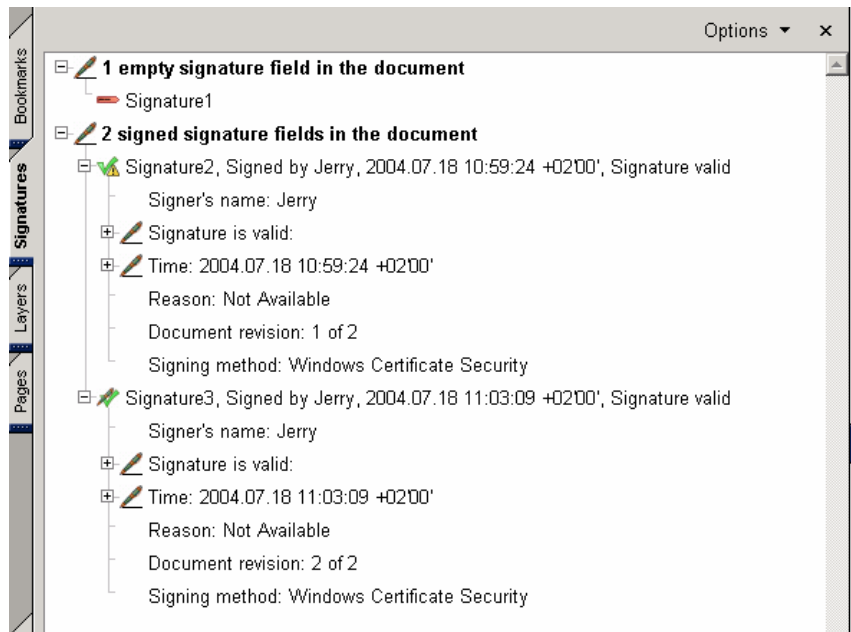 Options
Bookmarks
Signatures
Layers
Pages
1 empty signature field in the document
Signature1
2 signed signature fields in the document
Signature2, Signed by Jerry, 2004.07.18 10:59:24 +02'00', Signature valid
Signer's name: Jerry
Signature is valid:
Time: 2004.07.18 10:59:24 +02'00'
Reason: Not Available
Document revision: 1 of 2
Signing method: Windows Certificate Security
Signature3, Signed by Jerry, 2004.07.18 11:03:09 +02'00', Signature valid
Signer's name: Jerry
Signature is valid:
Time: 2004.07.18 11:03:09 +02'00'
Reason: Not Available
Document revision: 2 of 2
Signing method: Windows Certificate Security